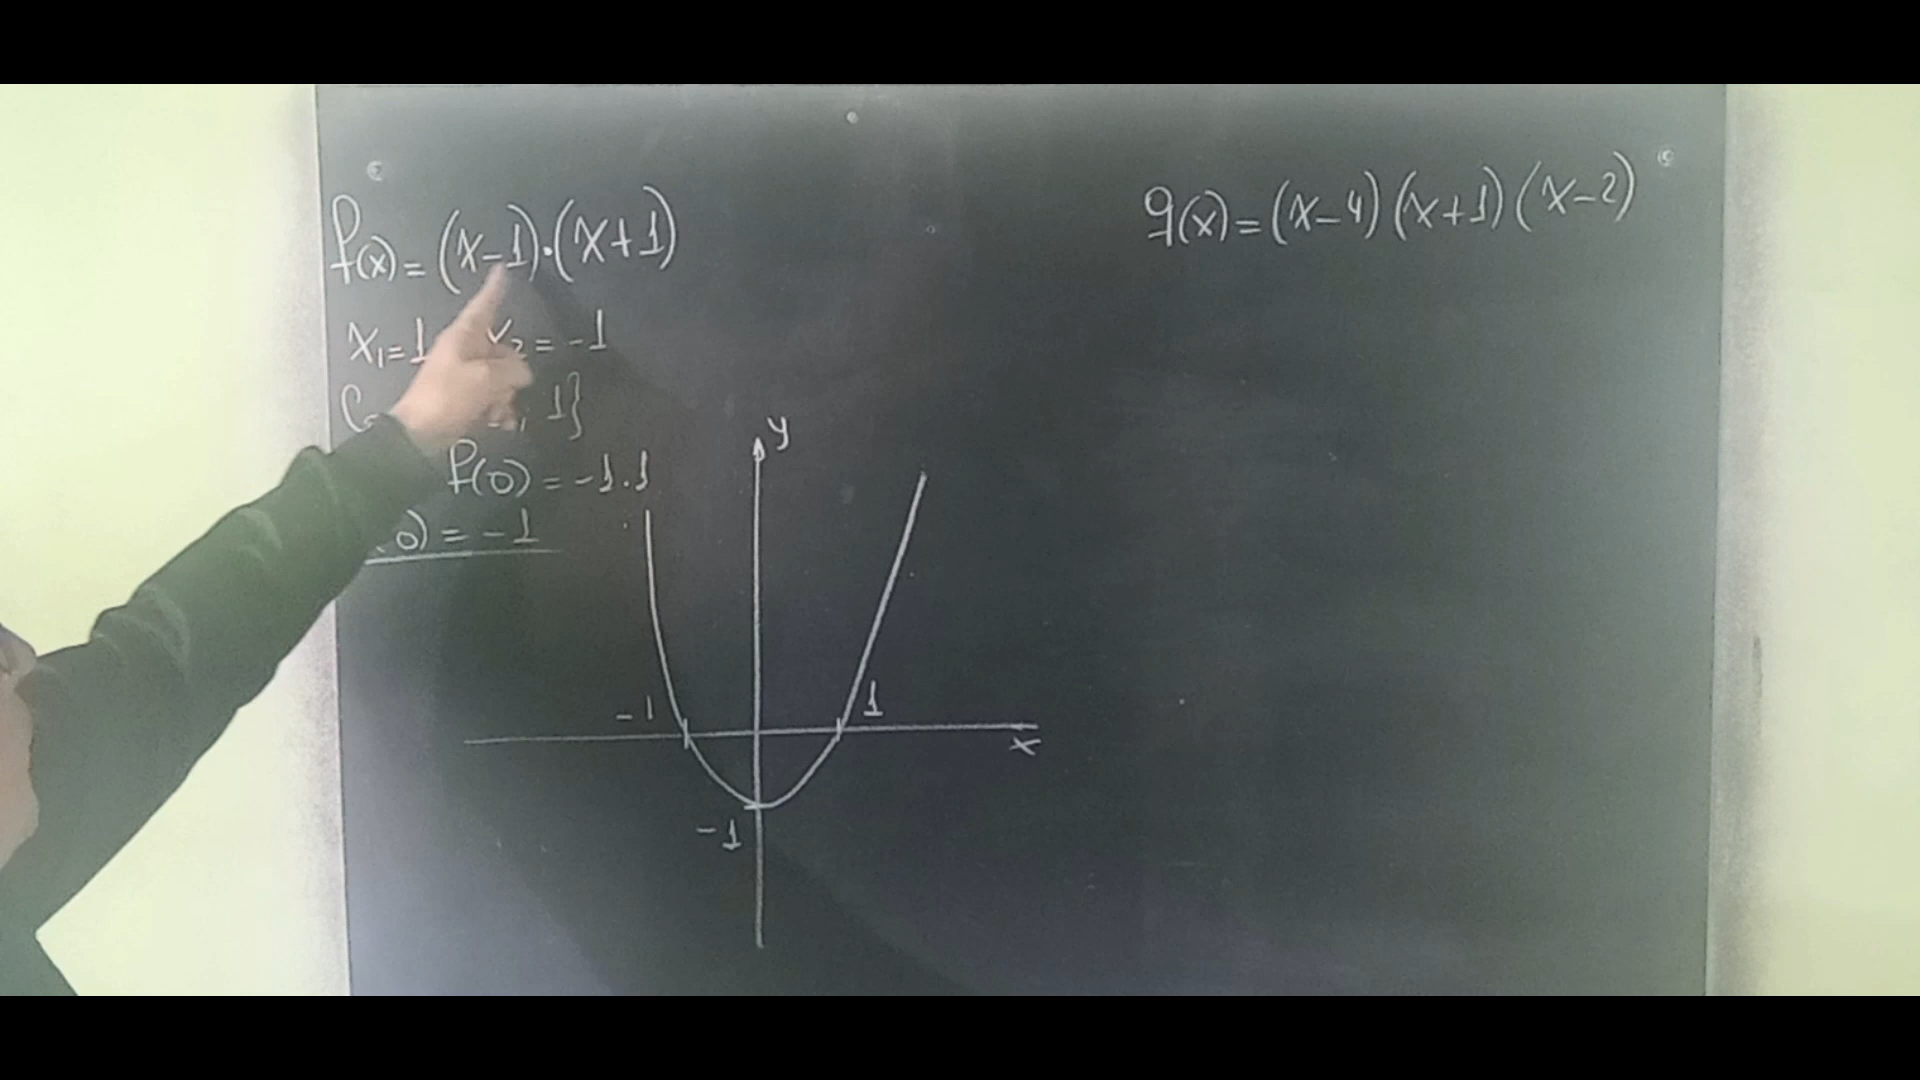 f(x) = (x-1)·(x+1)
x₁=1 x₂ = -1
1}
f(0) = -1.1
0) = -1
y
-1
1
x
-1
g(x) = (x-4)(x+1)(x-2)